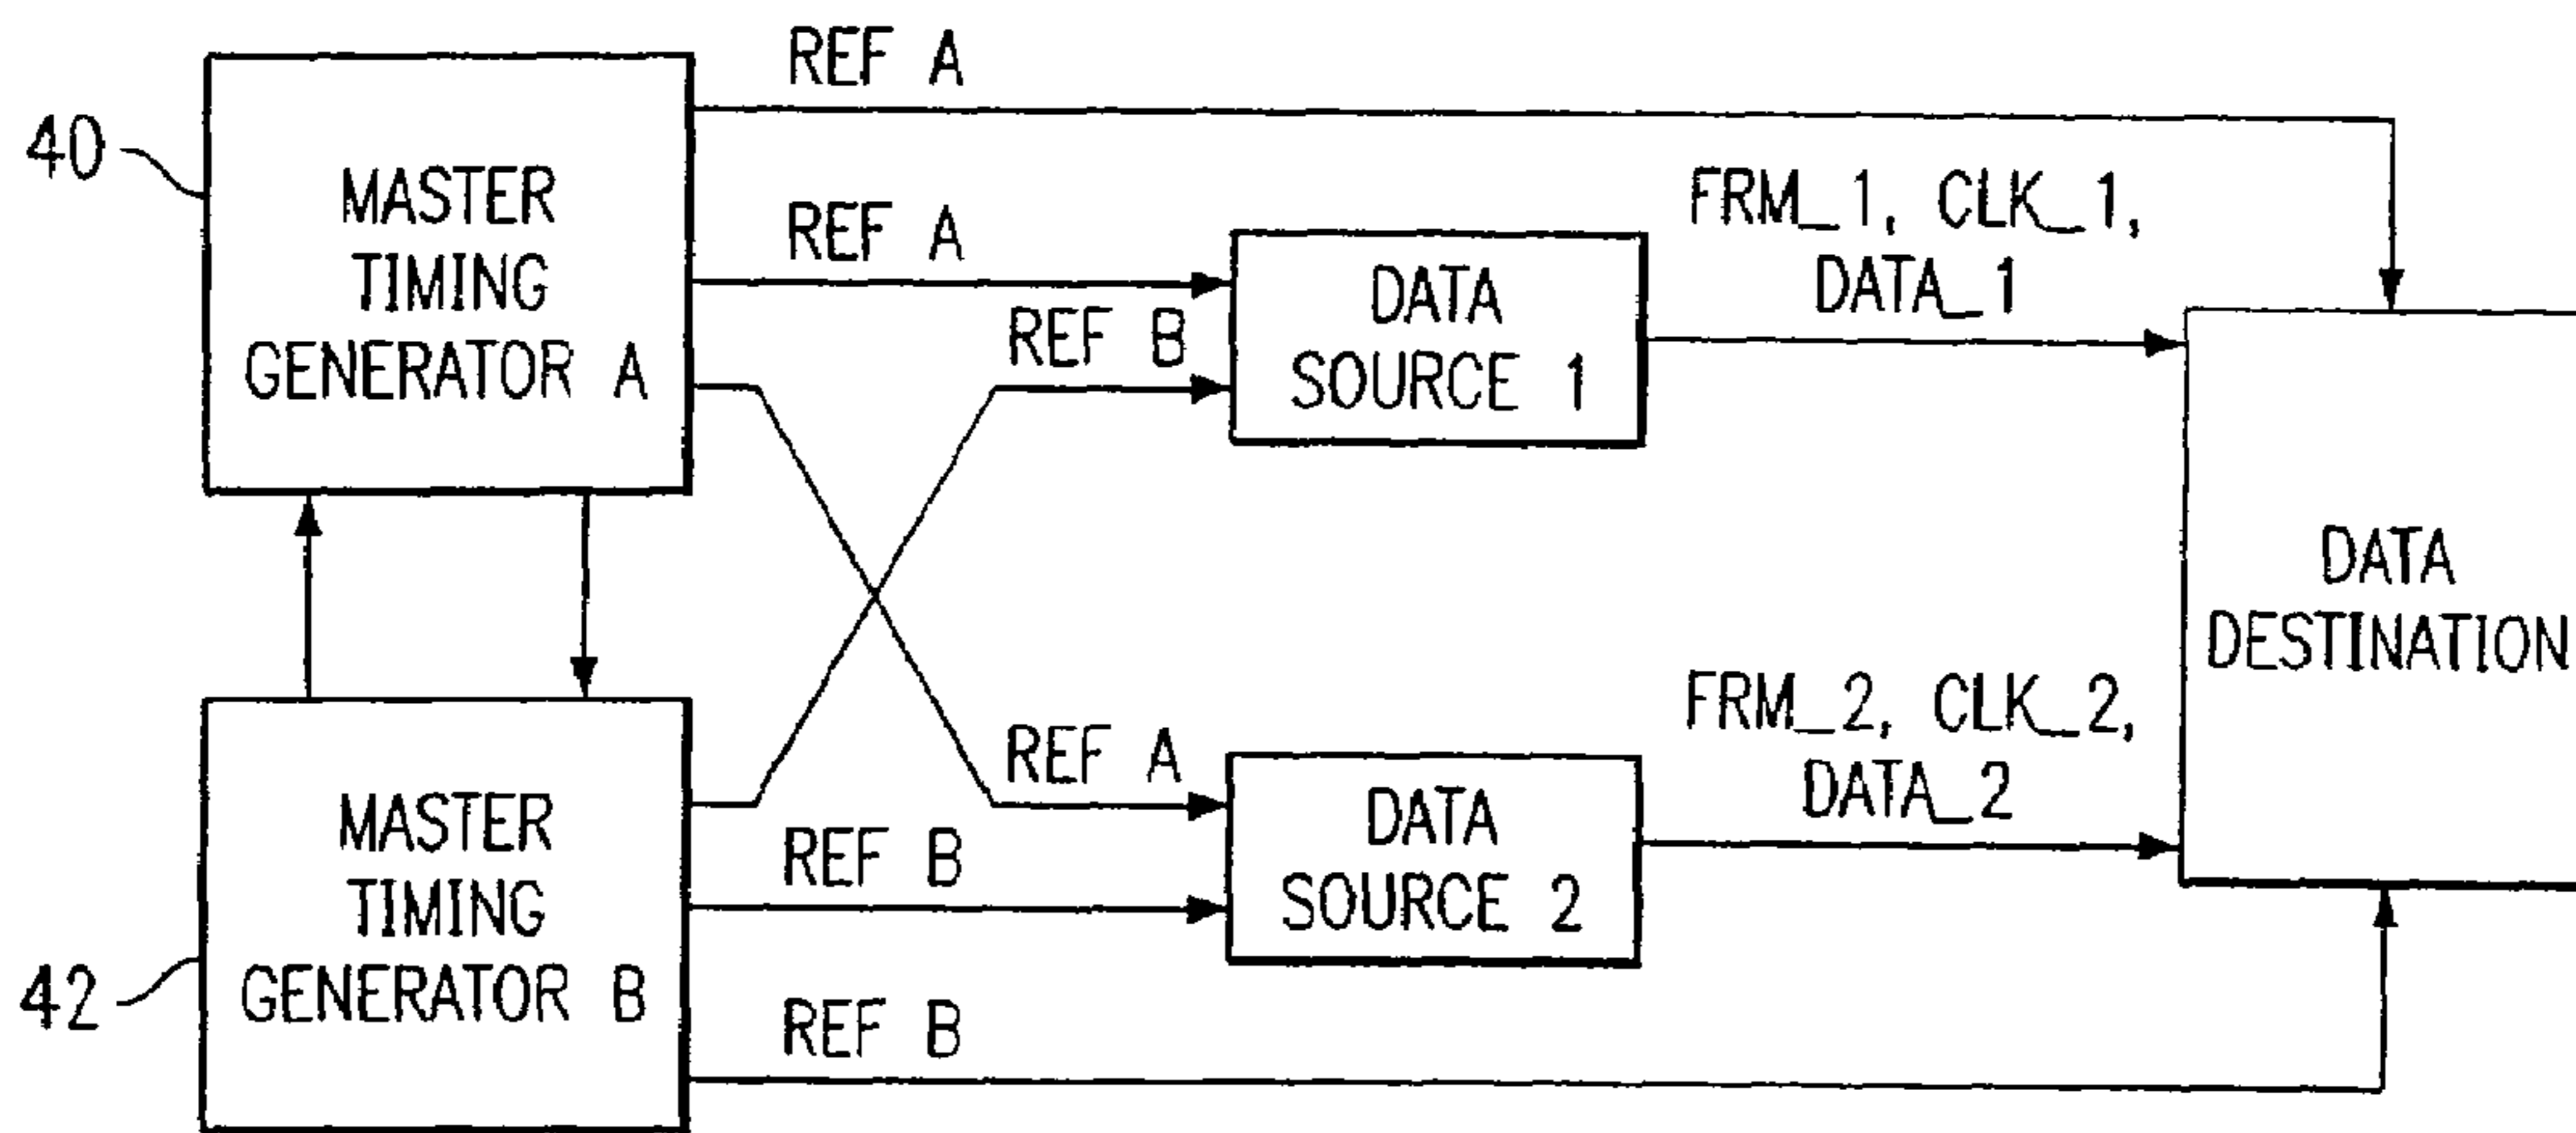 REF A
40
MASTER
TIMING
GENERATOR A
REF A
REF B
DATA
SOURCE 1
FRM_1, CLK_1,
DATA_1
DATA
DESTINATION
42
MASTER
TIMING
GENERATOR B
REF A
REF B
DATA
SOURCE 2
FRM_2, CLK_2,
DATA_2
REF B